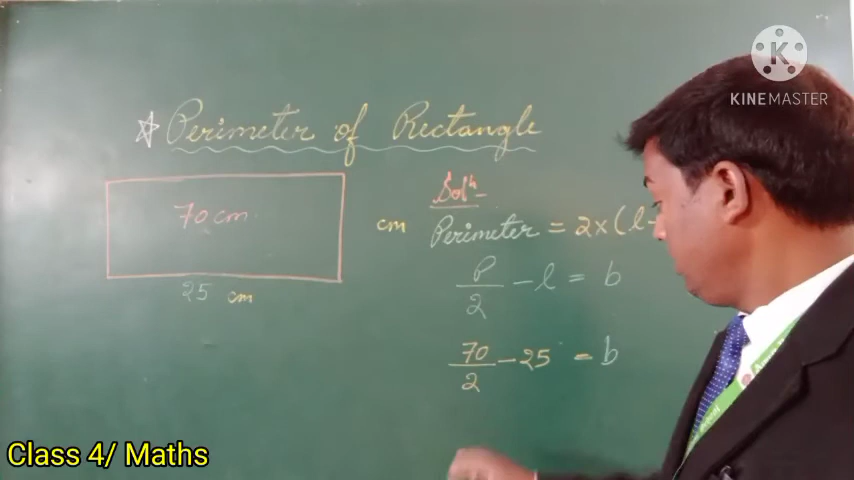 KINEMASTER
☆ Perimeter of Rectangle
70 cm
cm
25 cm
Solⁿ
Perimeter = 2×(l
P/2 - l = b
70/2 - 25 = b
Class 4/ Maths